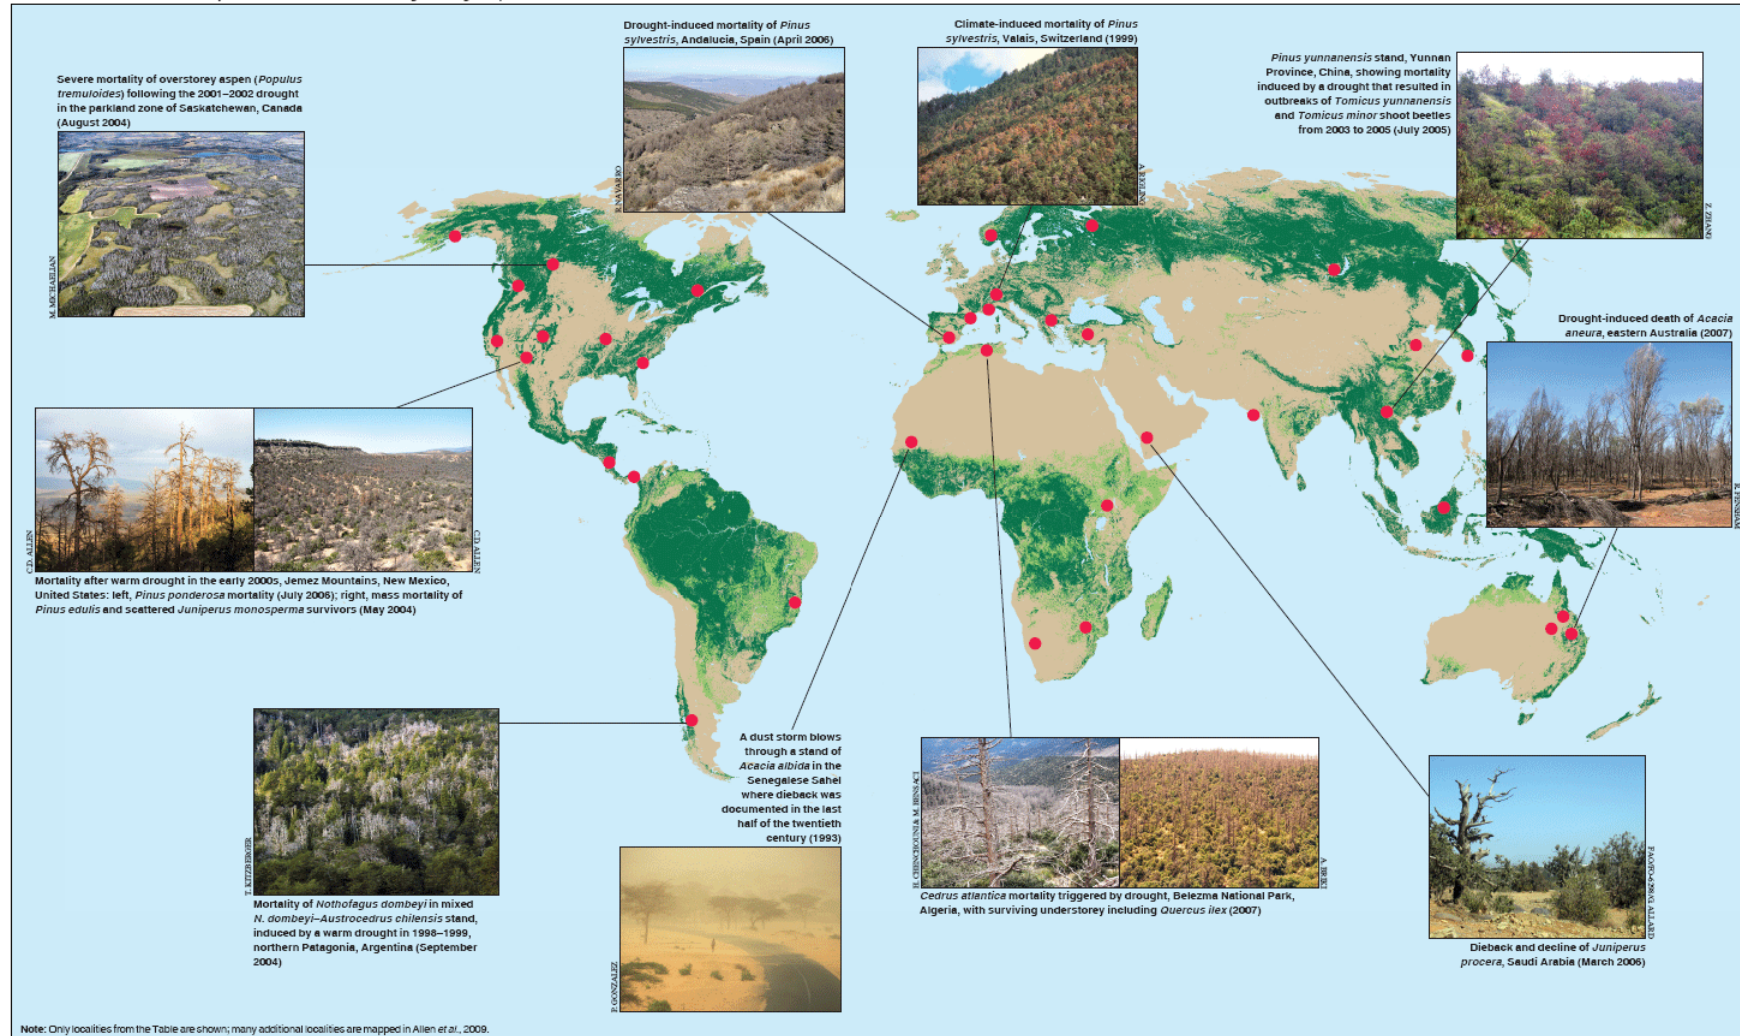 Drought-induced mortality of Pinus
sylvestris, Andalucia, Spain (April 2006)
Climate-induced mortality of Pinus
sylvestris, Valais, Switzerland (1999)
Pinus yunnanensis stand, Yunnan
Province, China, showing mortality
induced by a drought that resulted in
outbreaks of Tomicus yunnanensis
and Tomicus minor shoot beetles
from 2003 to 2005 (July 2005)
Severe mortality of overstorey aspen (Populus
tremuloides) following the 2001–2002 drought
in the parkland zone of Saskatchewan, Canada
(August 2004)
M. MICHAELIAN
R. NAVARRO
A. RIGLING
Z. ZHANG
Drought-induced death of Acacia
aneura, eastern Australia (2007)
R. FENSHAM
C.D. ALLEN
C.D. ALLEN
Mortality after warm drought in the early 2000s, Jemez Mountains, New Mexico,
United States: left, Pinus ponderosa mortality (July 2006); right, mass mortality of
Pinus edulis and scattered Juniperus monosperma survivors (May 2004)
T. KITZBERGER
Mortality of Nothofagus dombeyi in mixed
N. dombeyi–Austrocedrus chilensis stand,
induced by a warm drought in 1998–1999,
northern Patagonia, Argentina (September
2004)
A dust storm blows
through a stand of
Acacia albida in the
Senegalese Sahel
where dieback was
documented in the last
half of the twentieth
century (1993)
P. GONZALEZ
H. CHENCHOUNI & M. BENSACI
A. BRIKI
Cedrus atlantica mortality triggered by drought, Belezma National Park,
Algeria, with surviving understorey including Quercus ilex (2007)
Dieback and decline of Juniperus
procera, Saudi Arabia (March 2006)
Note: Only localities from the Table are shown; many additional localities are mapped in Allen et al., 2009.